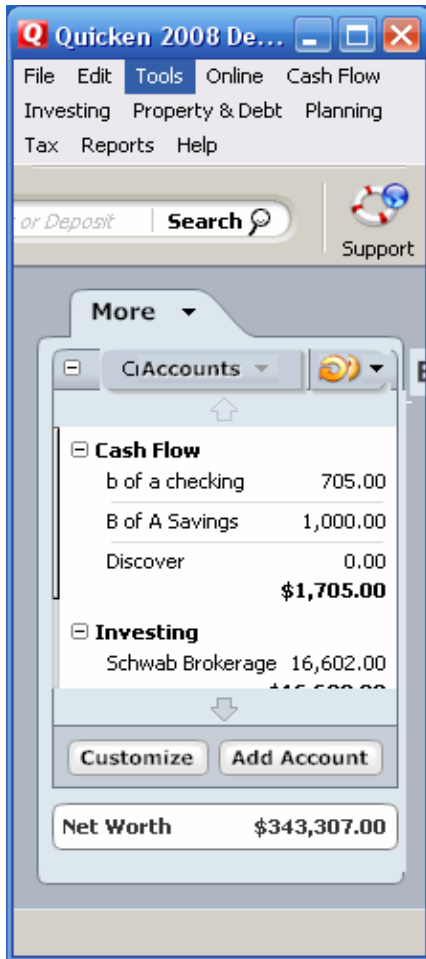 Quicken 2008 De...
File Edit Tools Online Cash Flow
Investing Property & Debt Planning
Tax Reports Help
or Deposit Search
Support
More
Accounts
Cash Flow
b of a checking 705.00
B of A Savings 1,000.00
Discover 0.00
$1,705.00
Investing
Schwab Brokerage 16,602.00
Customize Add Account
Net Worth $343,307.00